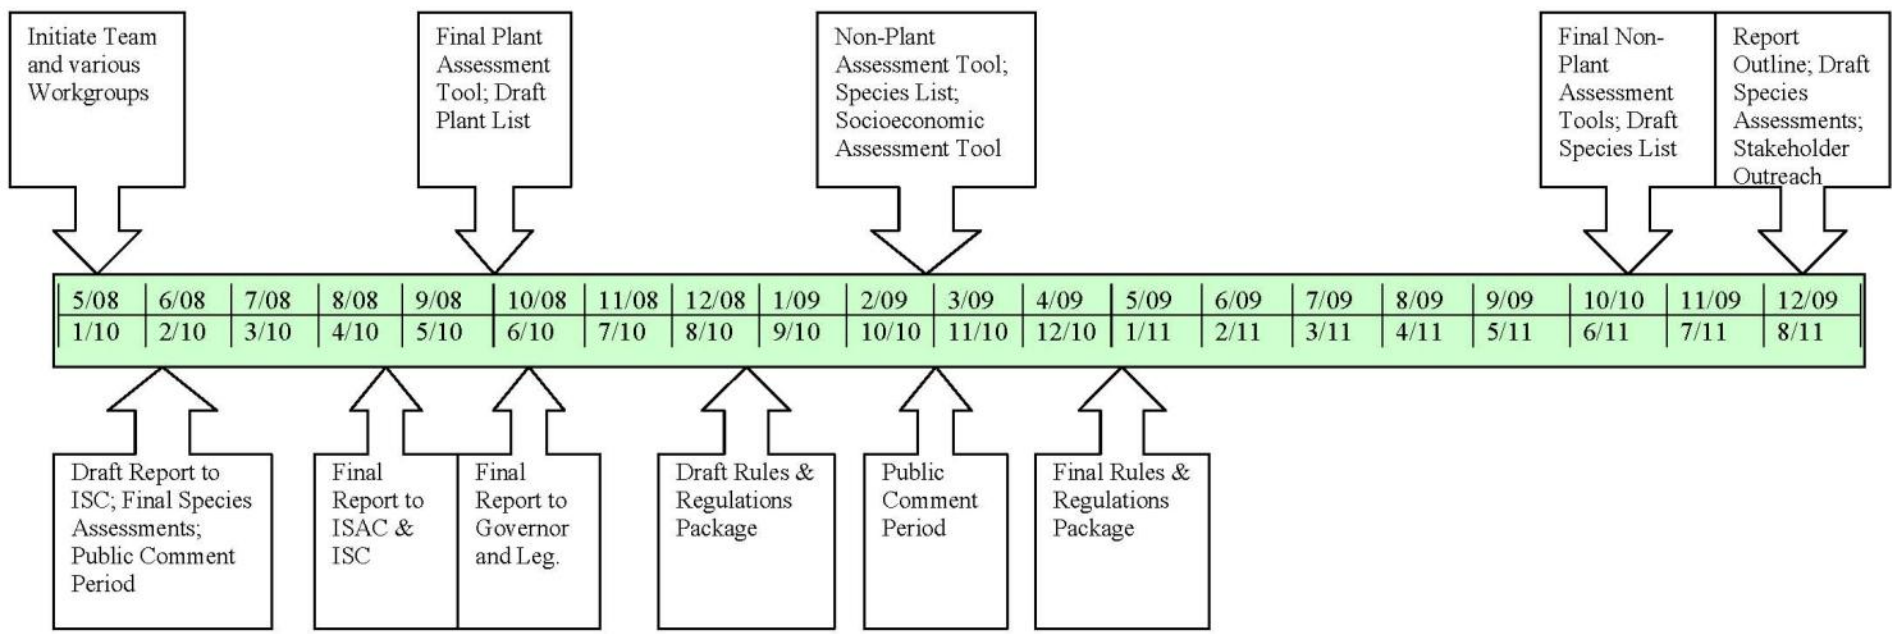 Initiate Team
and various
Workgroups
Final Plant
Assessment
Tool; Draft
Plant List
Non-Plant
Assessment Tool;
Species List;
Socioeconomic
Assessment Tool
Final Non-
Plant
Assessment
Tools; Draft
Species List
Report
Outline; Draft
Species
Assessments;
Stakeholder
Outreach
5/08 6/08 7/08 8/08 9/08 10/08 11/08 12/08 1/09 2/09 3/09 4/09 5/09 6/09 7/09 8/09 9/09 10/10 11/09 12/09
1/10 2/10 3/10 4/10 5/10 6/10 7/10 8/10 9/10 10/10 11/10 12/10 1/11 2/11 3/11 4/11 5/11 6/11 7/11 8/11
Draft Report to
ISC; Final Species
Assessments;
Public Comment
Period
Final
Report to
ISAC &
ISC
Final
Report to
Governor
and Leg.
Draft Rules &
Regulations
Package
Public
Comment
Period
Final Rules &
Regulations
Package